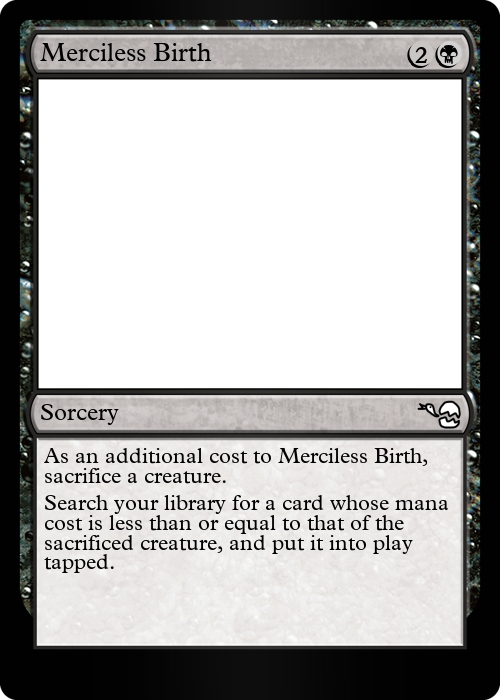 Merciless Birth 2
Sorcery
As an additional cost to Merciless Birth,
sacrifice a creature.
Search your library for a card whose mana
cost is less than or equal to that of the
sacrificed creature, and put it into play
tapped.